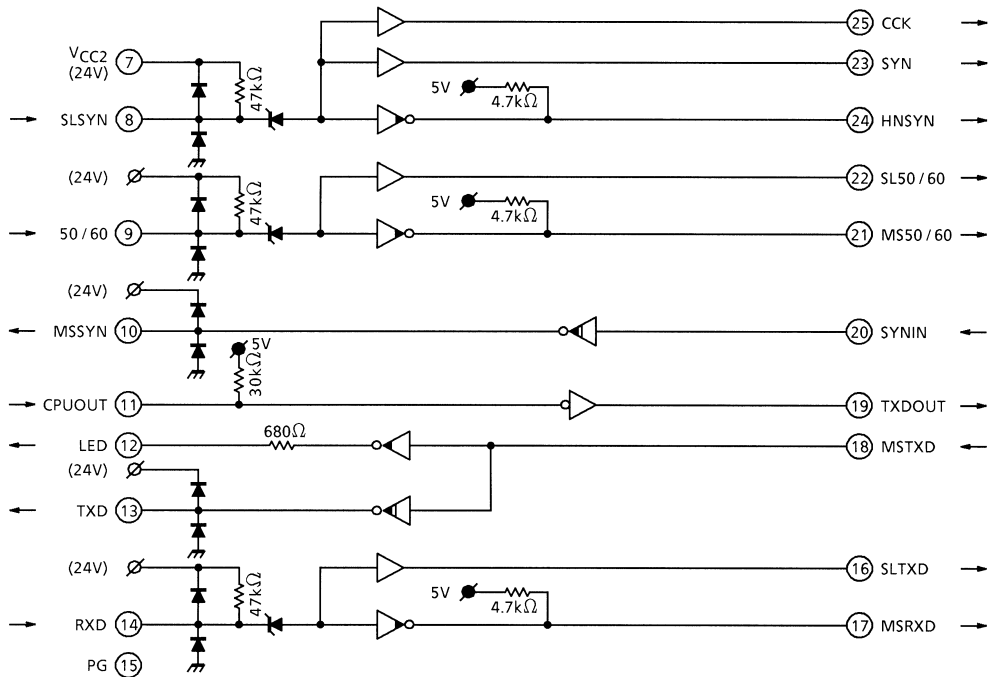 25 CCK
VCC2 7
(24V)
23 SYN
47kΩ
5V
4.7kΩ
SLSYN 8
24 HNSYN
(24V)
22 SL50/60
47kΩ
5V
4.7kΩ
50/60 9
21 MS50/60
(24V)
MSSYN 10
20 SYNIN
5V
30kΩ
CPUOUT 11
19 TXDOUT
680Ω
LED 12
18 MSTXD
(24V)
TXD 13
(24V)
16 SLTXD
47kΩ
5V
4.7kΩ
RXD 14
17 MSRXD
PG 15